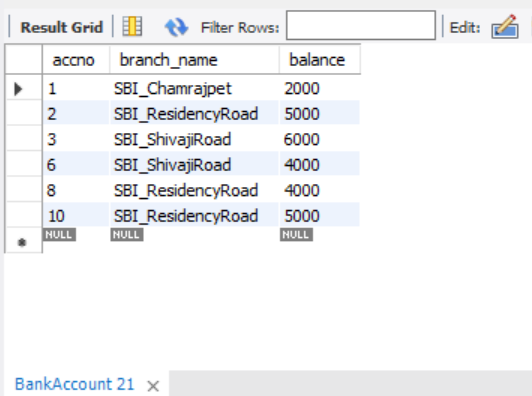 Result Grid Filter Rows: Edit:
accno branch_name balance
1 SBI_Chamrajpet 2000
2 SBI_ResidencyRoad 5000
3 SBI_ShivajiRoad 6000
6 SBI_ShivajiRoad 4000
8 SBI_ResidencyRoad 4000
10 SBI_ResidencyRoad 5000
NULL NULL NULL
BankAccount 21